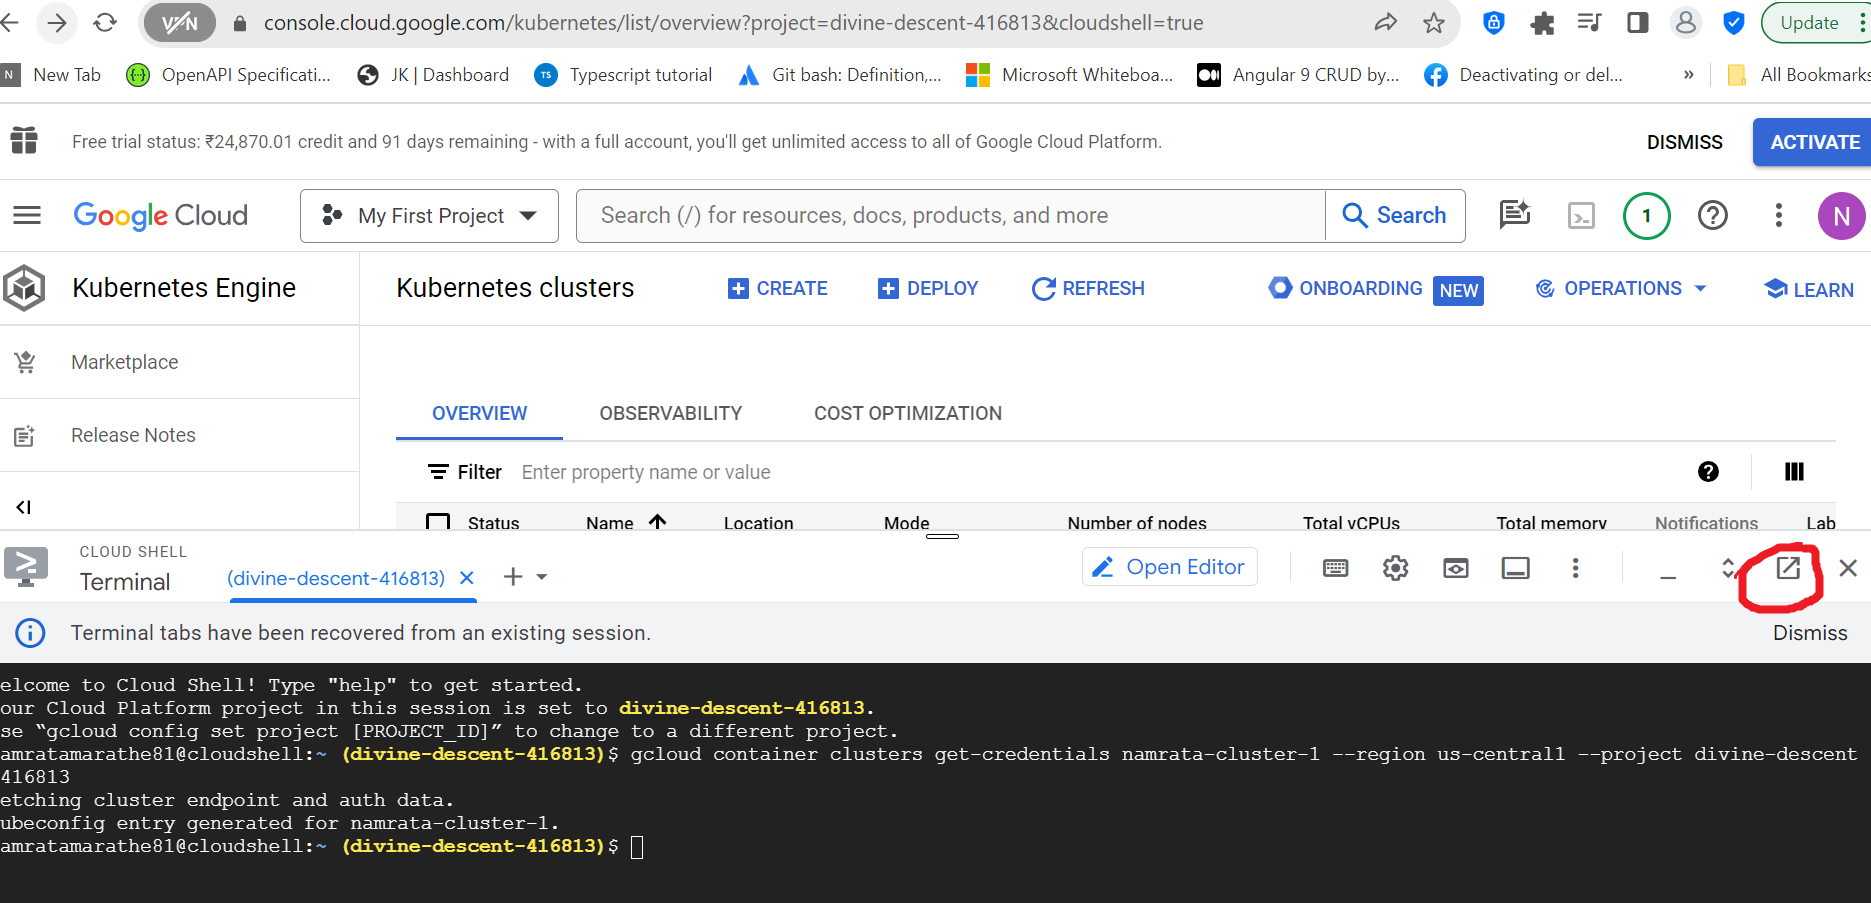 VPN console.cloud.google.com/kubernetes/list/overview?project=divine-descent-416813&cloudshell=true Update
N New Tab {···} OpenAPI Specificati... JK | Dashboard TS Typescript tutorial Git bash: Definition,... Microsoft Whiteboa... Angular 9 CRUD by... Deactivating or del... » All Bookmarks
Free trial status: ₹24,870.01 credit and 91 days remaining - with a full account, you'll get unlimited access to all of Google Cloud Platform. DISMISS ACTIVATE
Google Cloud My First Project Search (/) for resources, docs, products, and more Search 1 N
Kubernetes Engine Kubernetes clusters CREATE DEPLOY REFRESH ONBOARDING NEW OPERATIONS LEARN
Marketplace
OVERVIEW OBSERVABILITY COST OPTIMIZATION
Release Notes
Filter Enter property name or value
Status Name Location Mode Number of nodes Total vCPUs Total memory Notifications Lab
CLOUD SHELL
Terminal (divine-descent-416813) Open Editor
Terminal tabs have been recovered from an existing session. Dismiss
elcome to Cloud Shell! Type "help" to get started.
our Cloud Platform project in this session is set to divine-descent-416813.
se “gcloud config set project [PROJECT_ID]” to change to a different project.
amratamarathe81@cloudshell:~ (divine-descent-416813)$ gcloud container clusters get-credentials namrata-cluster-1 --region us-central1 --project divine-descent
416813
etching cluster endpoint and auth data.
ubeconfig entry generated for namrata-cluster-1.
amratamarathe81@cloudshell:~ (divine-descent-416813)$